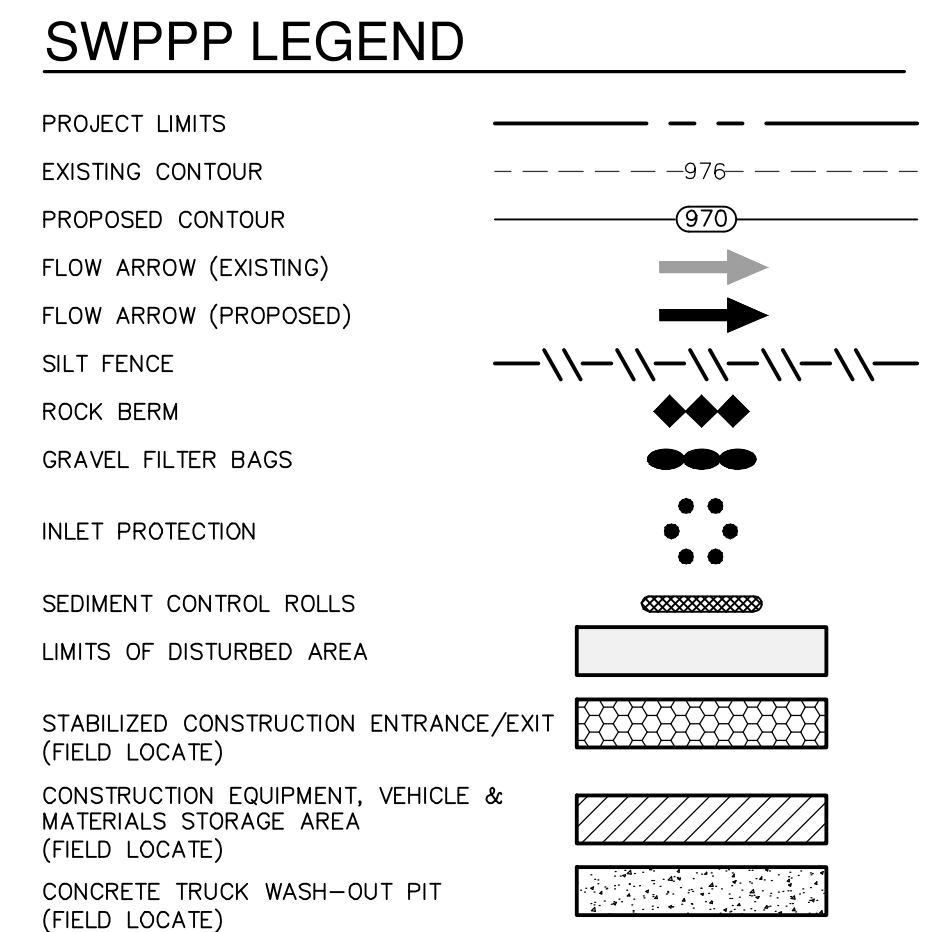 SWPPP LEGEND
PROJECT LIMITS
EXISTING CONTOUR
976
PROPOSED CONTOUR
970
FLOW ARROW (EXISTING)
FLOW ARROW (PROPOSED)
SILT FENCE
ROCK BERM
GRAVEL FILTER BAGS
INLET PROTECTION
SEDIMENT CONTROL ROLLS
LIMITS OF DISTURBED AREA
STABILIZED CONSTRUCTION ENTRANCE/EXIT
(FIELD LOCATE)
CONSTRUCTION EQUIPMENT, VEHICLE &
MATERIALS STORAGE AREA
(FIELD LOCATE)
CONCRETE TRUCK WASH-OUT PIT
(FIELD LOCATE)